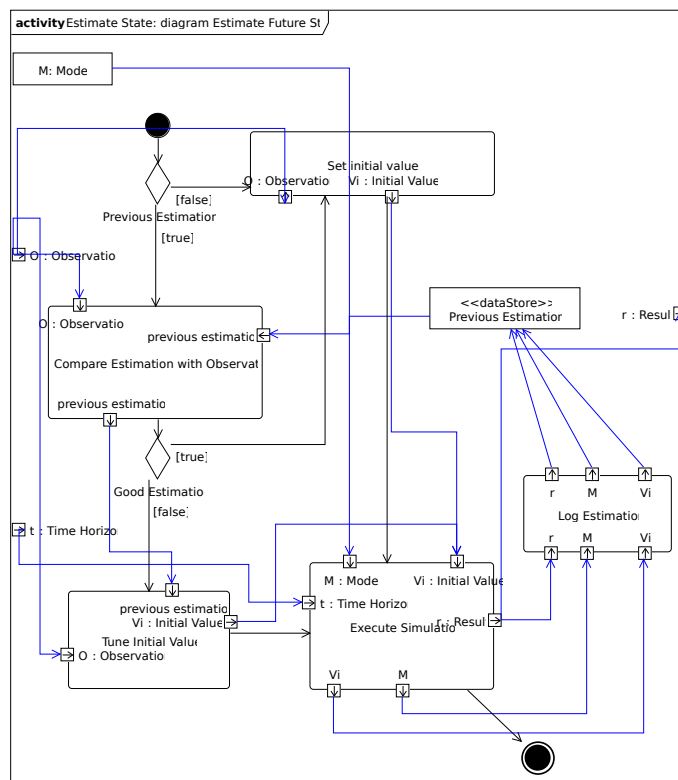 activity Estimate State: diagram Estimate Future St
M: Mode
Set initial value
O : Observatio
Vi : Initial Value
[false]
Previous Estimation
[true]
O : Observatio
<<dataStore>>
Previous Estimation
r : Resul
O : Observatio
previous estimatio
Compare Estimation with Observat
previous estimatio
[true]
Good Estimatio
[false]
r
M
Vi
Log Estimation
r
M
Vi
t : Time Horizo
M : Mode
Vi : Initial Value
t : Time Horizo
previous estimatio
Vi : Initial Value
r : Resul
Execute Simulatio
Tune Initial Value
O : Observatio
Vi
M